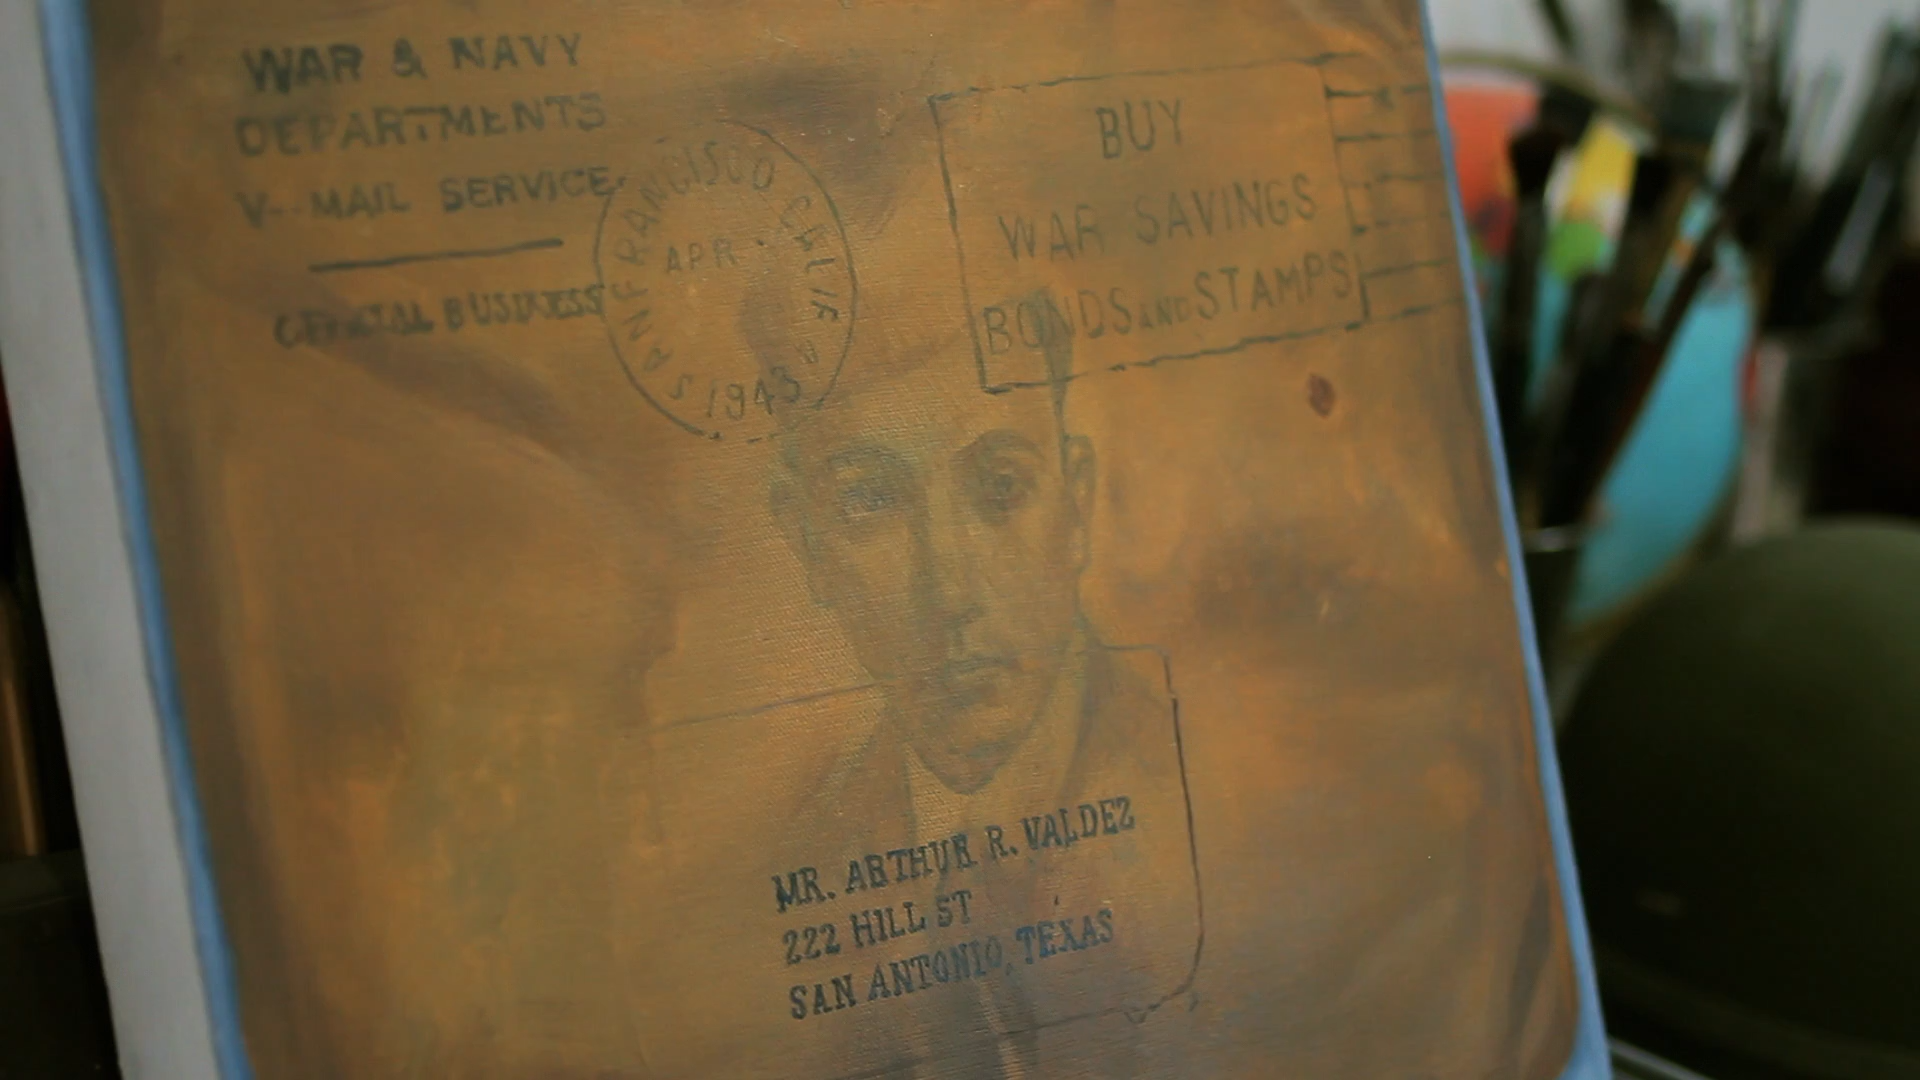 WAR & NAVY
DEPARTMENTS
V-MAIL SERVICE
OFFICIAL BUSINESS
SAN FRANCISCO CALIF.
APR
1943
BUY
WAR SAVINGS
BONDS AND STAMPS
MR. ARTHUR R. VALDEZ
222 HILL ST
SAN ANTONIO, TEXAS